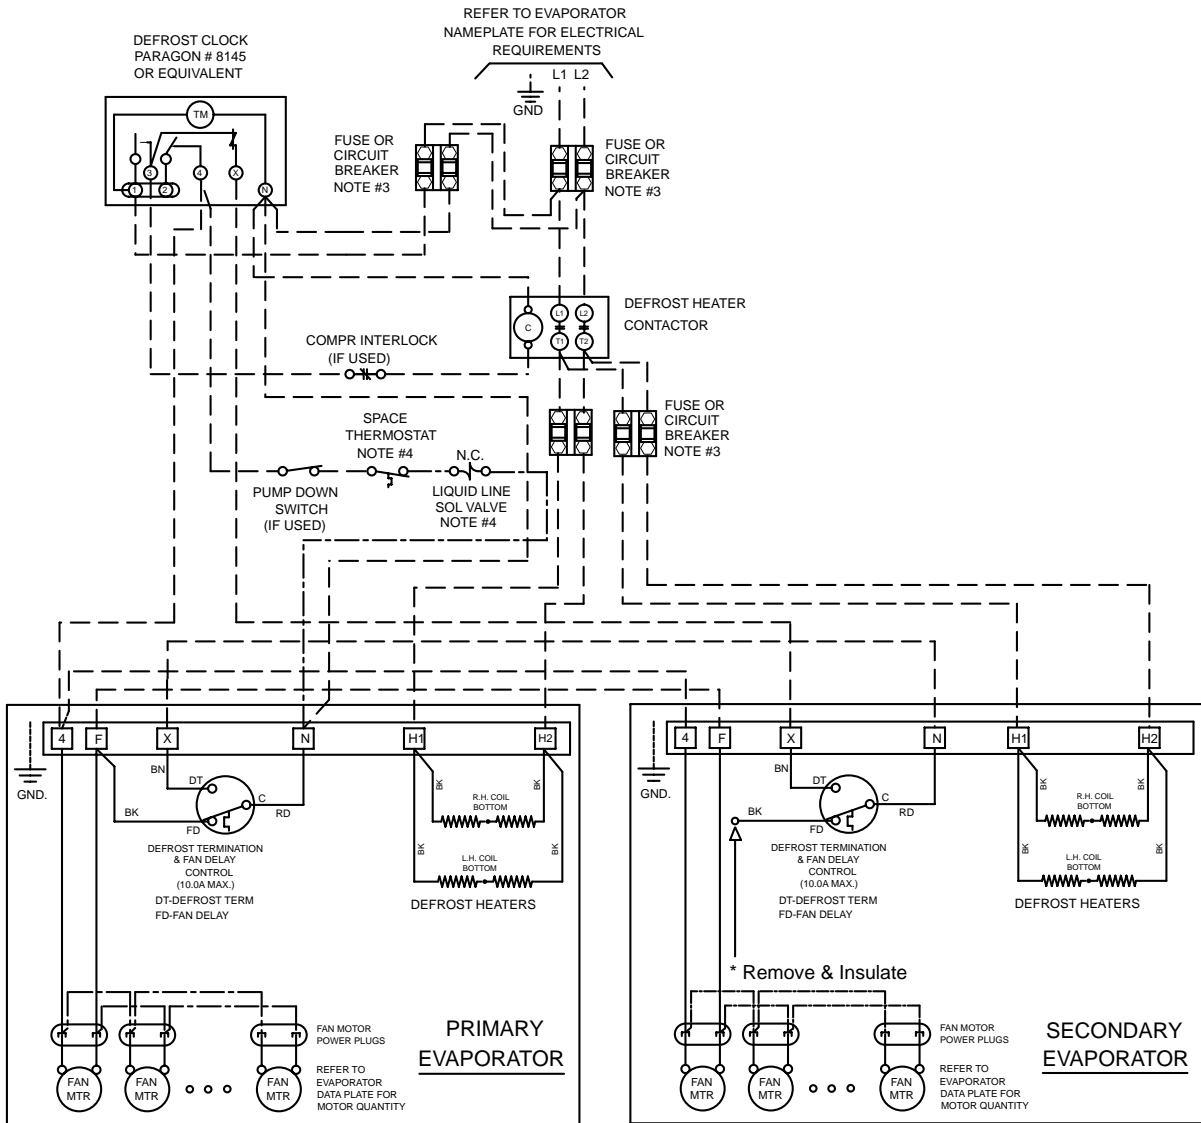 REFER TO EVAPORATOR
NAMEPLATE FOR ELECTRICAL
REQUIREMENTS
L1 L2
GND
DEFROST CLOCK
PARAGON # 8145
OR EQUIVALENT
TM
3
4
X
1
2
N
FUSE OR
CIRCUIT
BREAKER
NOTE #3
FUSE OR
CIRCUIT
BREAKER
NOTE #3
DEFROST HEATER
CONTACTOR
C
L1
L2
T1
T2
COMPR INTERLOCK
(IF USED)
SPACE
THERMOSTAT
NOTE #4
N.C.
PUMP DOWN
SWITCH
(IF USED)
LIQUID LINE
SOL VALVE
NOTE #4
FUSE OR
CIRCUIT
BREAKER
NOTE #3
4
F
X
N
H1
H2
GND.
BN
DT
C
RD
BK
FD
DEFROST TERMINATION
& FAN DELAY
CONTROL
(10.0A MAX.)
DT-DEFROST TERM
FD-FAN DELAY
BK
BK
R.H. COIL
BOTTOM
BK
BK
L.H. COIL
BOTTOM
DEFROST HEATERS
FAN MOTOR
POWER PLUGS
REFER TO
EVAPORATOR
DATA PLATE FOR
MOTOR QUANTITY
FAN
MTR
FAN
MTR
FAN
MTR
PRIMARY
EVAPORATOR
4
F
X
N
H1
H2
GND.
BN
DT
C
RD
BK
FD
DEFROST TERMINATION
& FAN DELAY
CONTROL
(10.0A MAX.)
DT-DEFROST TERM
FD-FAN DELAY
* Remove & Insulate
BK
BK
R.H. COIL
BOTTOM
BK
BK
L.H. COIL
BOTTOM
DEFROST HEATERS
FAN MOTOR
POWER PLUGS
REFER TO
EVAPORATOR
DATA PLATE FOR
MOTOR QUANTITY
FAN
MTR
FAN
MTR
FAN
MTR
SECONDARY
EVAPORATOR